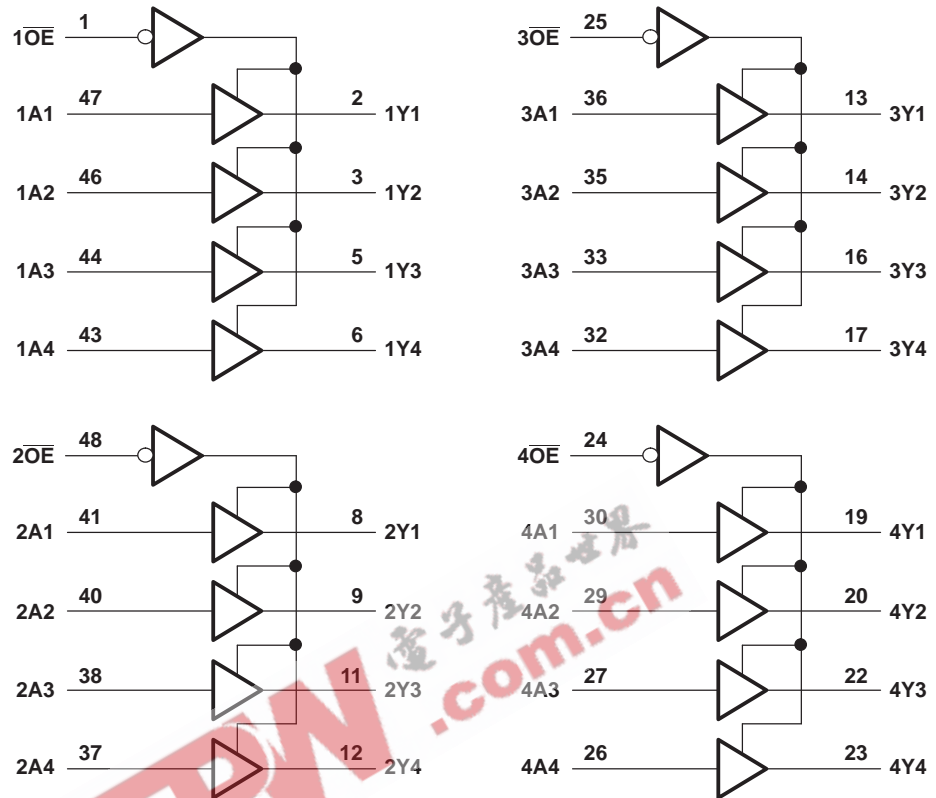 1OE 1
1A1 47 2 1Y1
1A2 46 3 1Y2
1A3 44 5 1Y3
1A4 43 6 1Y4
3OE 25
3A1 36 13 3Y1
3A2 35 14 3Y2
3A3 33 16 3Y3
3A4 32 17 3Y4
2OE 48
2A1 41 8 2Y1
2A2 40 9 2Y2
2A3 38 11 2Y3
2A4 37 12 2Y4
4OE 24
4A1 30 19 4Y1
4A2 29 20 4Y2
4A3 27 22 4Y3
4A4 26 23 4Y4
電子產品世界
.com.cn